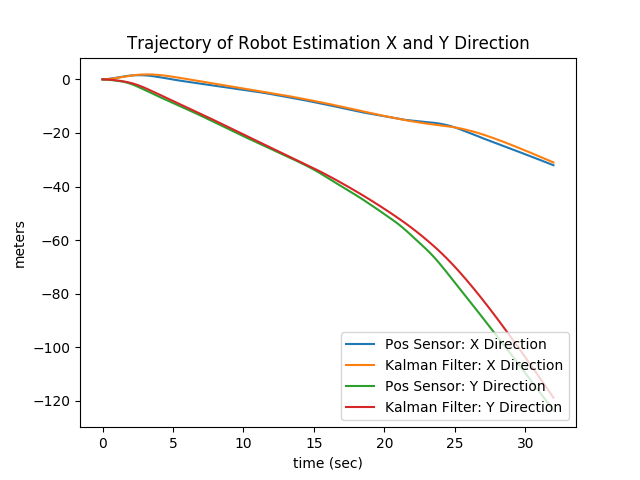 Trajectory of Robot Estimation X and Y Direction
meters
0
−20
−40
−60
−80
−100
−120
Pos Sensor: X Direction
Kalman Filter: X Direction
Pos Sensor: Y Direction
Kalman Filter: Y Direction
0 5 10 15 20 25 30
time (sec)